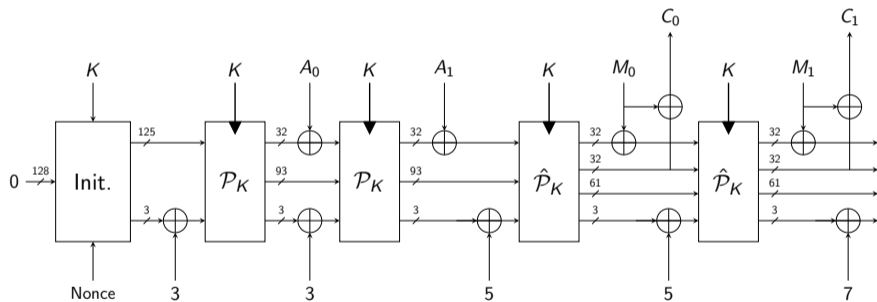 C₀ C₁
K K A₀ K A₁ K M₀ K M₁
125 32 32 32 32
32 32
0 128 Init. 𝒫_K 93 𝒫_K 93 𝒫̂_K 61 𝒫̂_K 61
3 3 3 3 3
Nonce 3 3 5 5 7